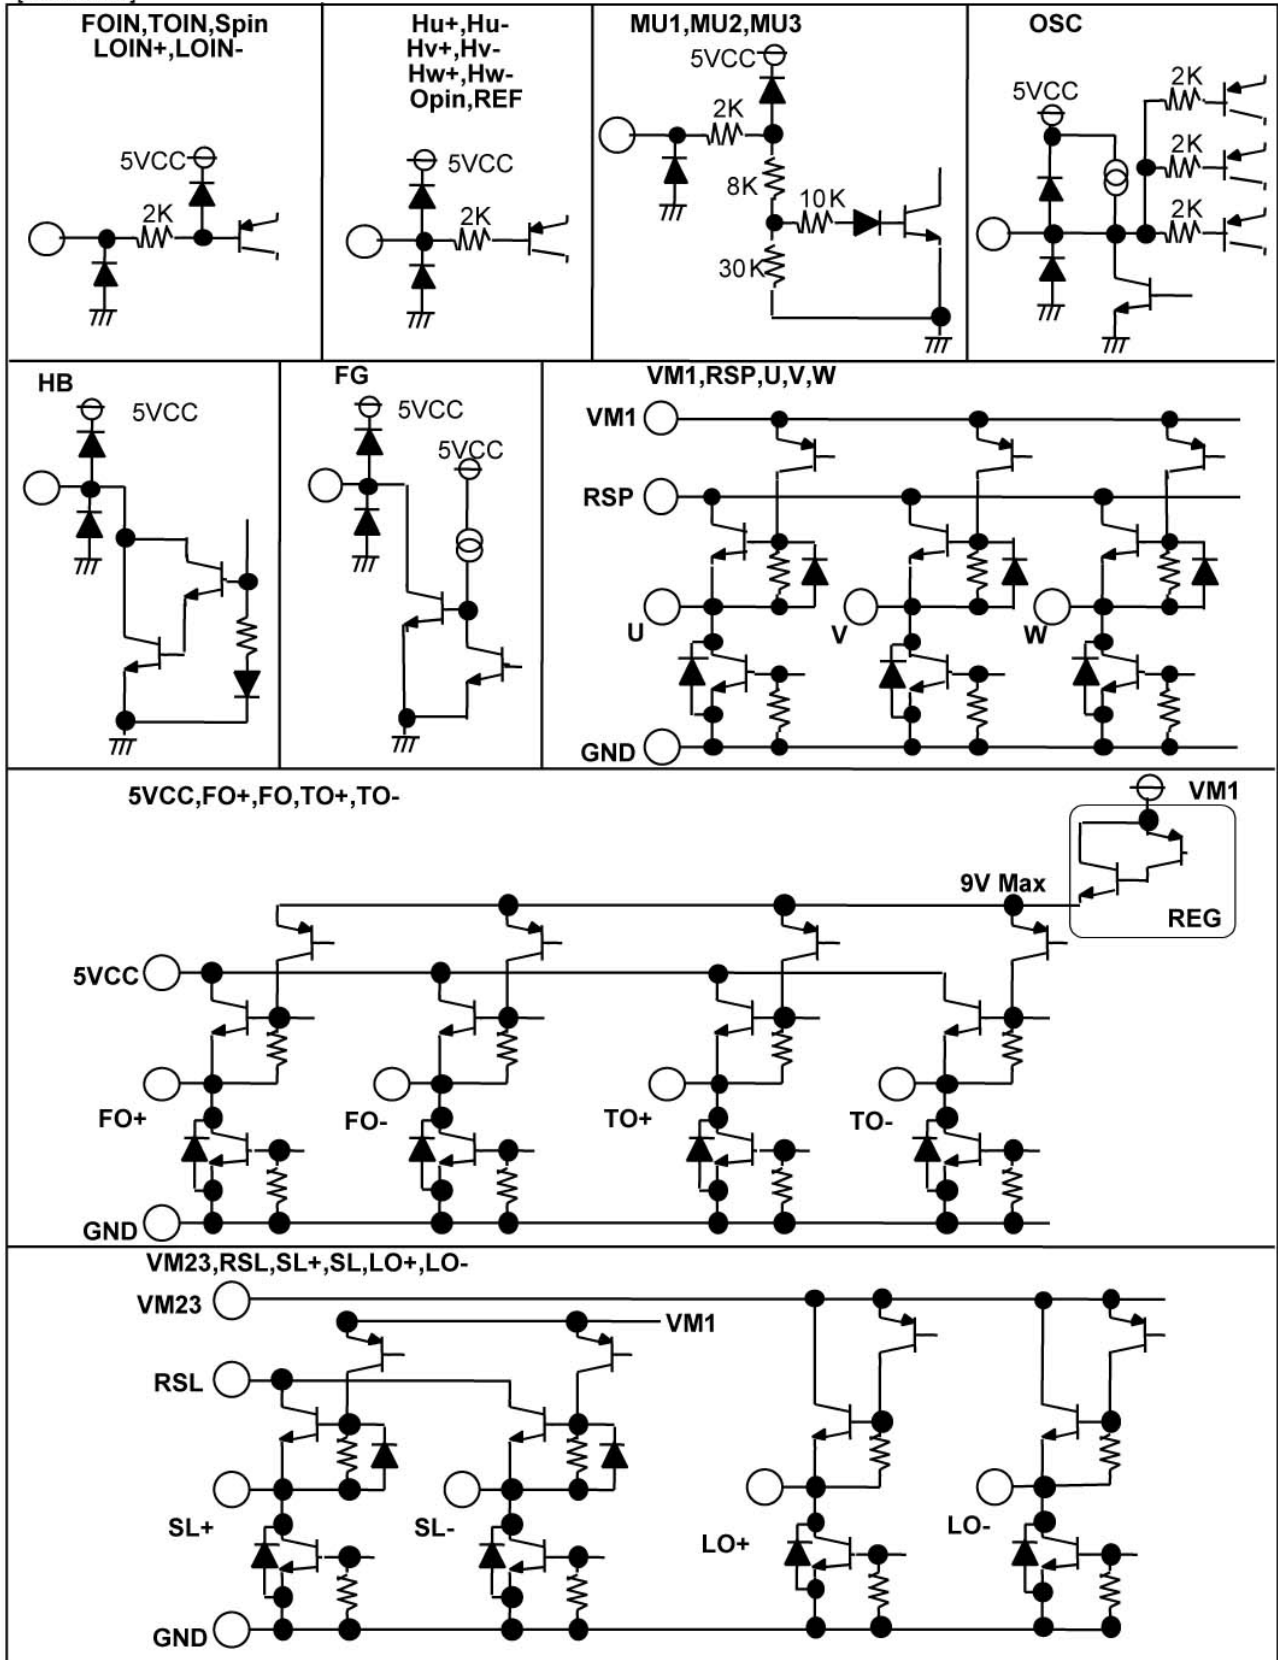 FOIN,TOIN,Spin
LOIN+,LOIN-
5VCC
2K
Hu+,Hu-
Hv+,Hv-
Hw+,Hw-
Opin,REF
5VCC
2K
MU1,MU2,MU3
5VCC
2K
8K
10K
30K
OSC
5VCC
2K
2K
2K
HB
5VCC
FG
5VCC
5VCC
VM1,RSP,U,V,W
VM1
RSP
U
V
W
GND
5VCC,FO+,FO,TO+,TO-
VM1
9V Max
REG
5VCC
FO+
FO-
TO+
TO-
GND
VM23,RSL,SL+,SL,LO+,LO-
VM23
VM1
RSL
SL+
SL-
LO+
LO-
GND